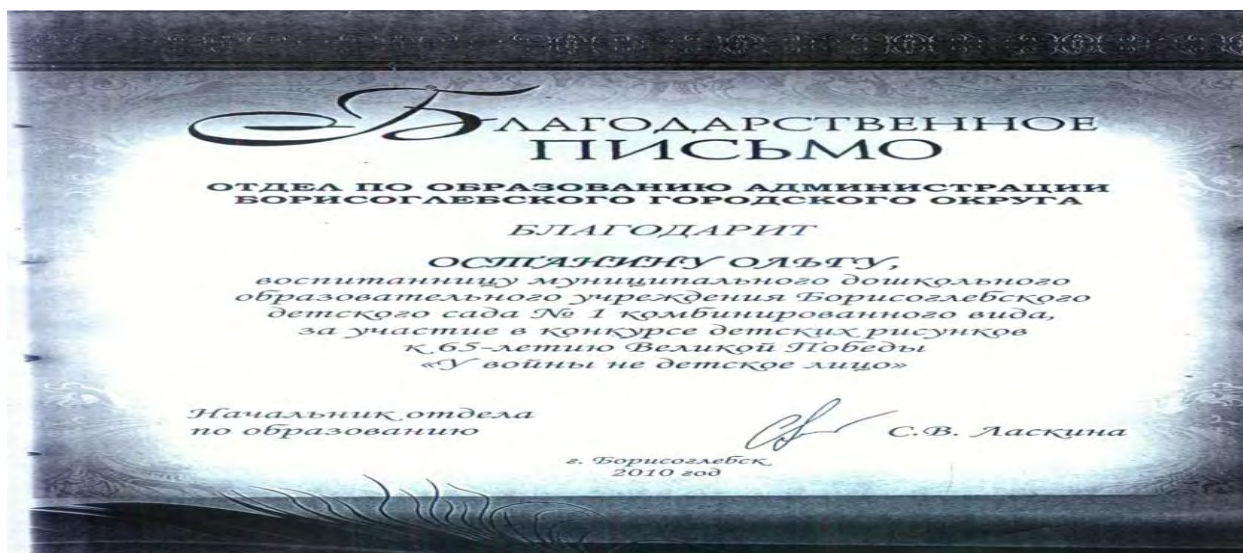 БЛАГОДАРСТВЕННОЕ
ПИСЬМО
ОТДЕЛ ПО ОБРАЗОВАНИЮ АДМИНИСТРАЦИИ
БОРИСОГЛЕБСКОГО ГОРОДСКОГО ОКРУГА
БЛАГОДАРИТ
ОСТАНИНУ ОЛЬГУ,
воспитанницу муниципального дошкольного
образовательного учреждения Борисоглебского
детского сада № 1 комбинированного вида,
за участие в конкурсе детских рисунков
к 65-летию Великой Победы
«У войны не детское лицо»
Начальник отдела
по образованию
С.В. Ласкина
г. Борисоглебск
2010 год